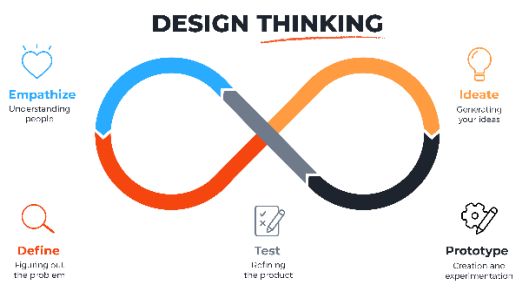 DESIGN THINKING
Empathize
Understanding
people
Ideate
Generating
your ideas
Define
Figuring out
the problem
Test
Refining
the product
Prototype
Creation and
experimentation